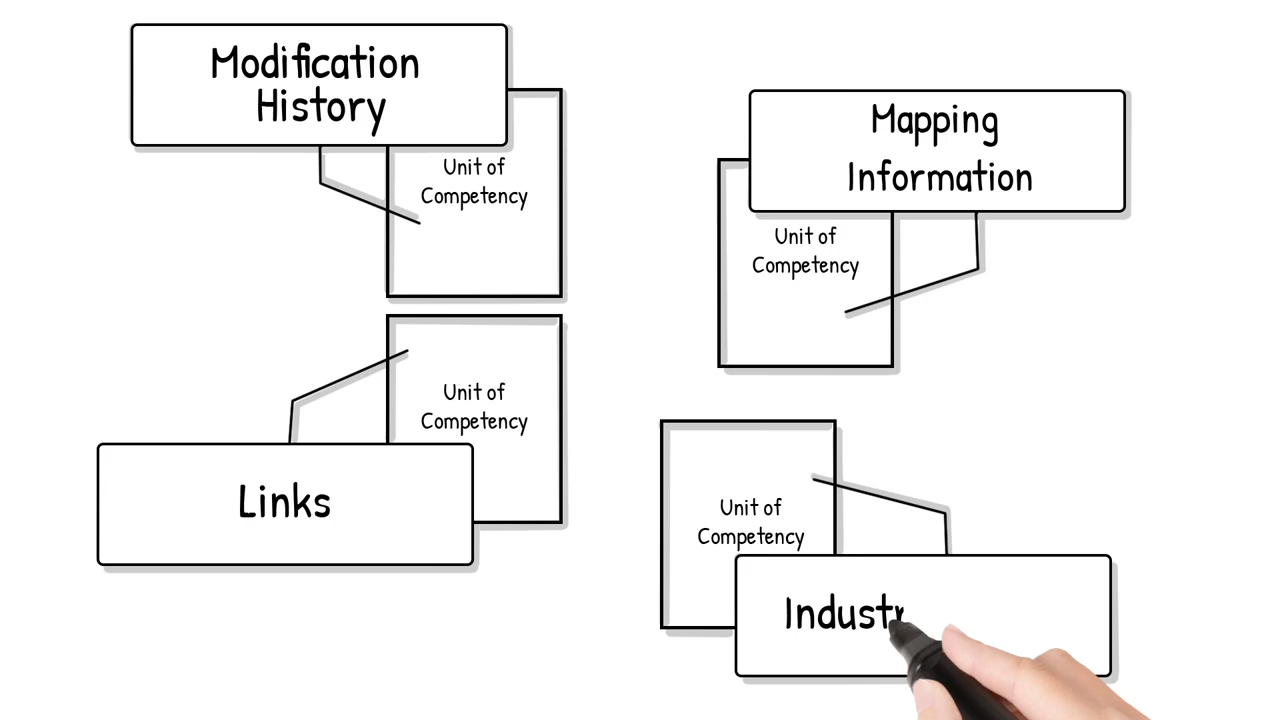 Modification
History
Unit of
Competency
Mapping
Information
Unit of
Competency
Unit of
Competency
Links
Unit of
Competency
Industr